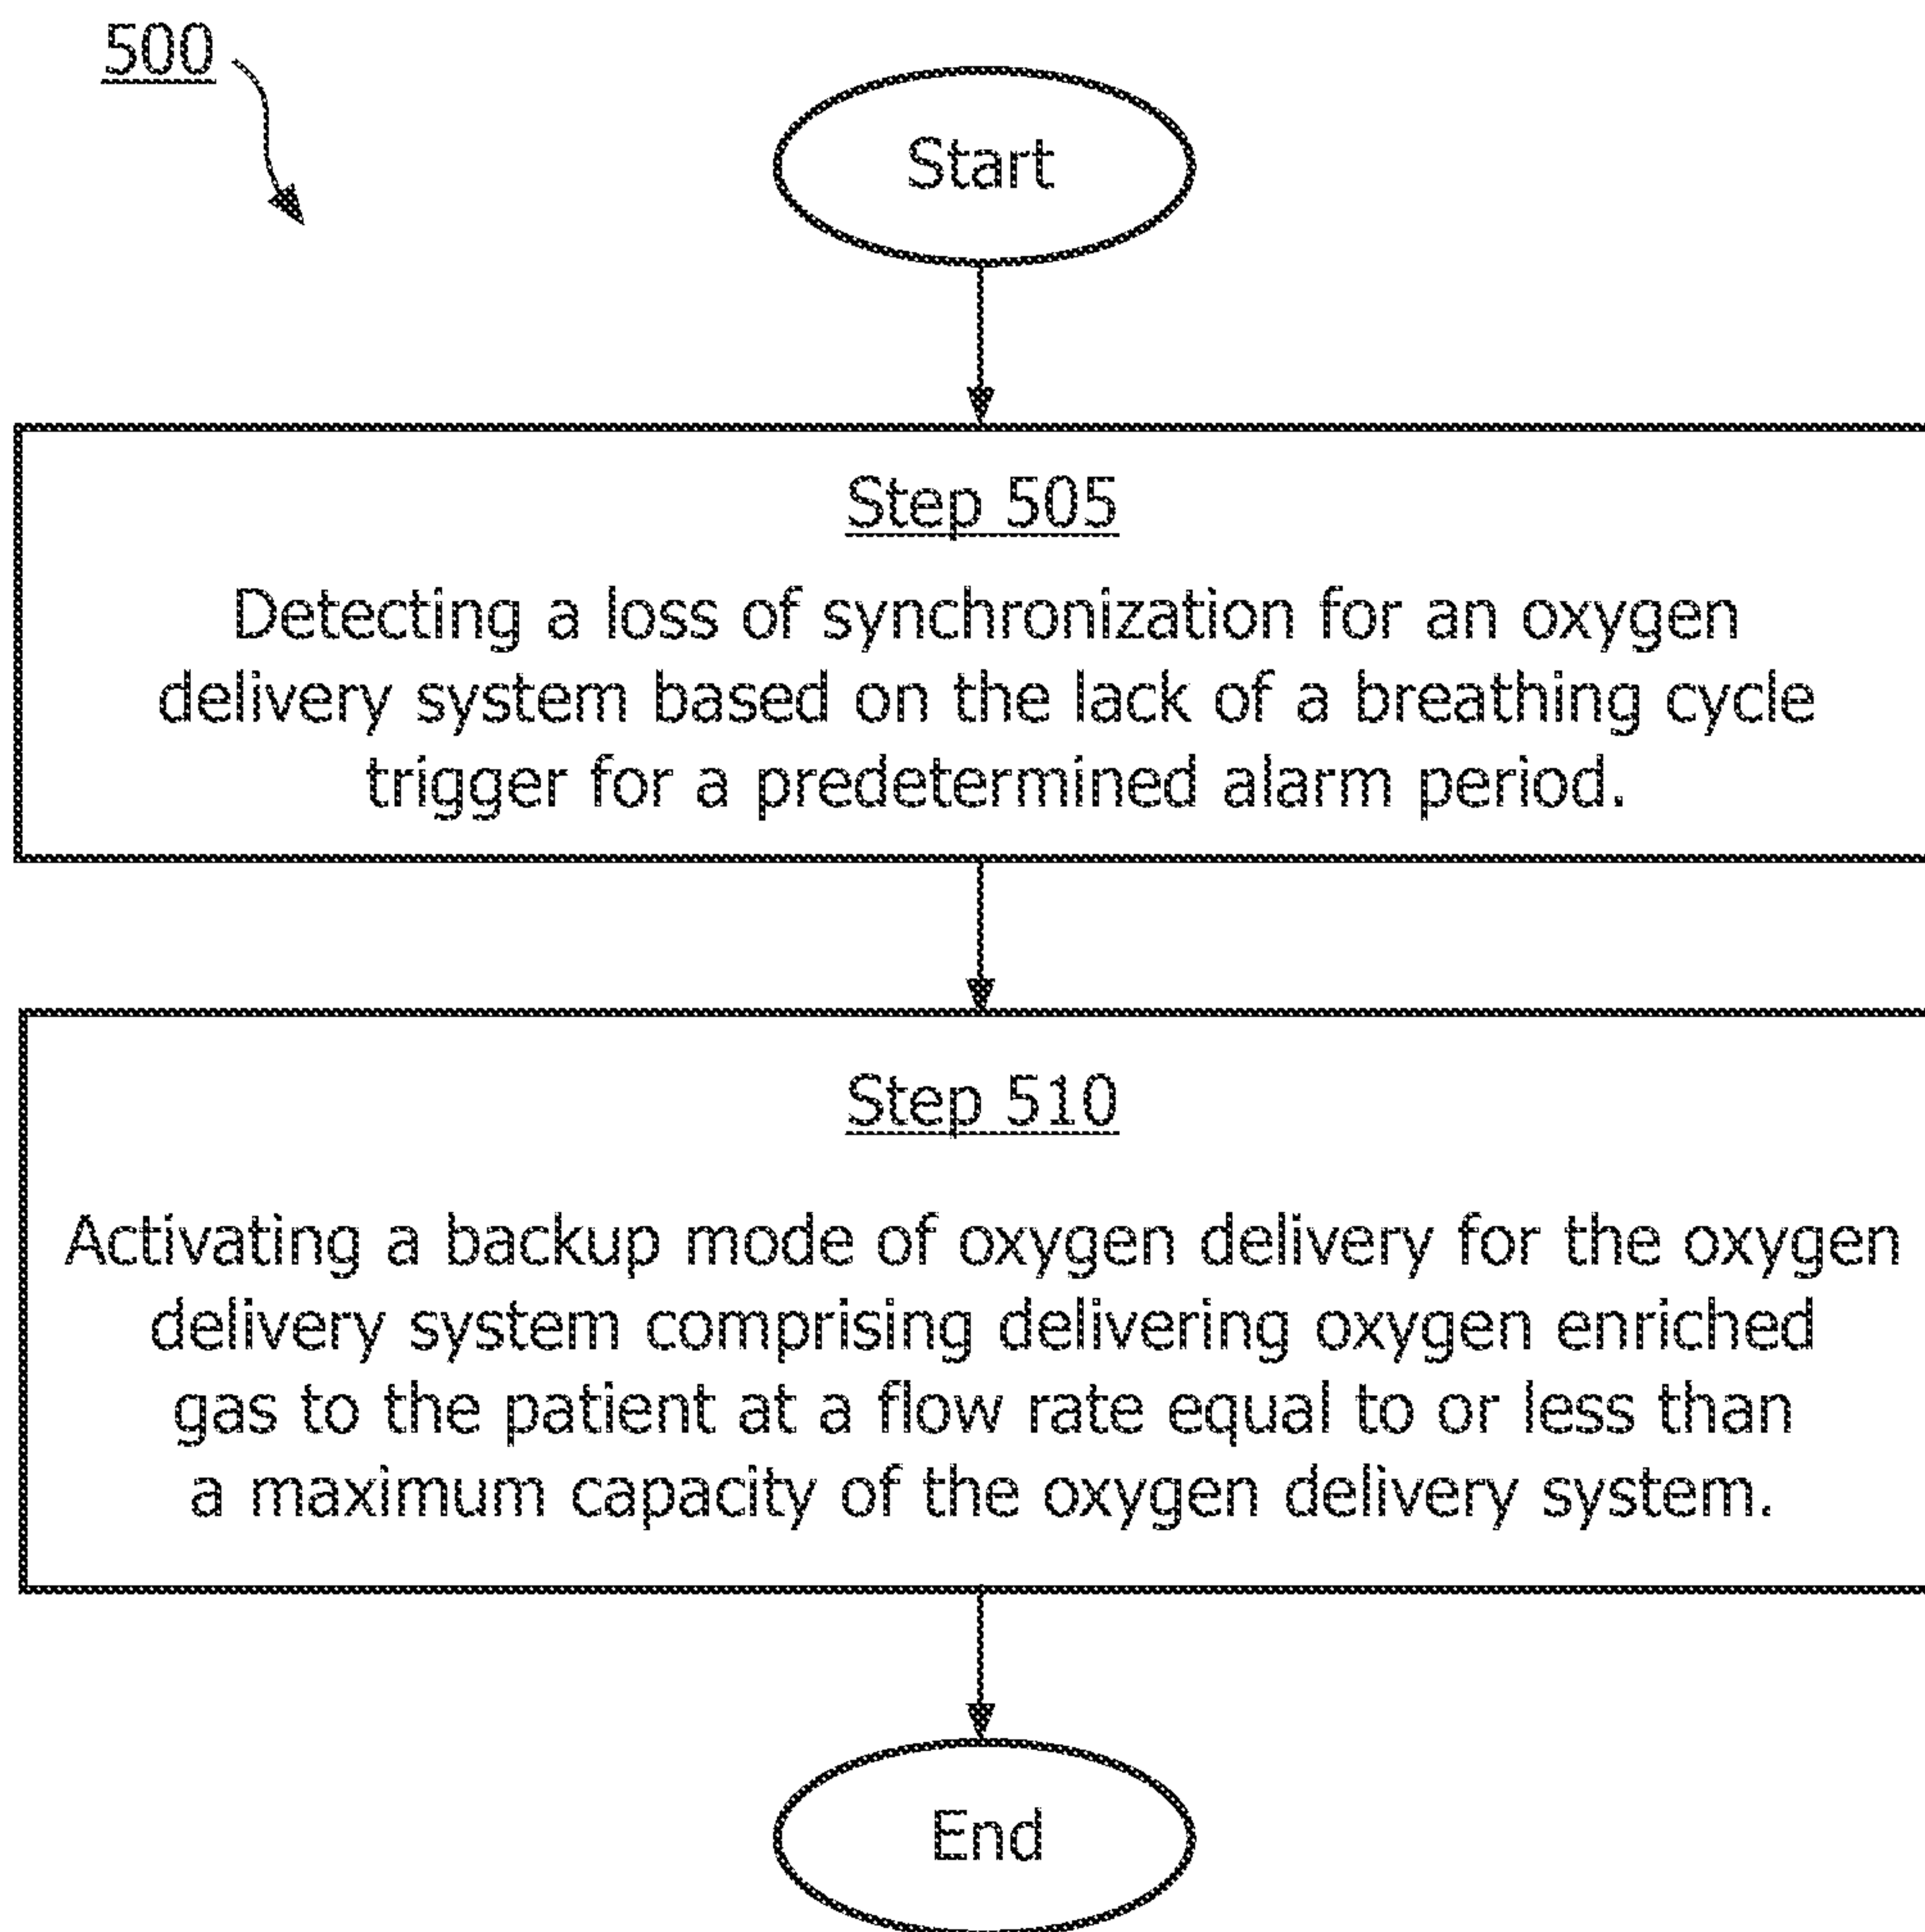 500
Start
Step 505
Detecting a loss of synchronization for an oxygen
delivery system based on the lack of a breathing cycle
trigger for a predetermined alarm period.
Step 510
Activating a backup mode of oxygen delivery for the oxygen
delivery system comprising delivering oxygen enriched
gas to the patient at a flow rate equal to or less than
a maximum capacity of the oxygen delivery system.
End